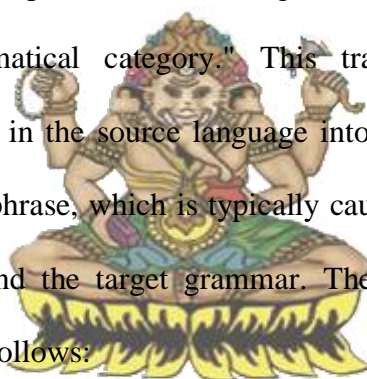 matical category." This tra
in the source language into
phrase, which is typically cau
nd the target grammar. The
ollows: